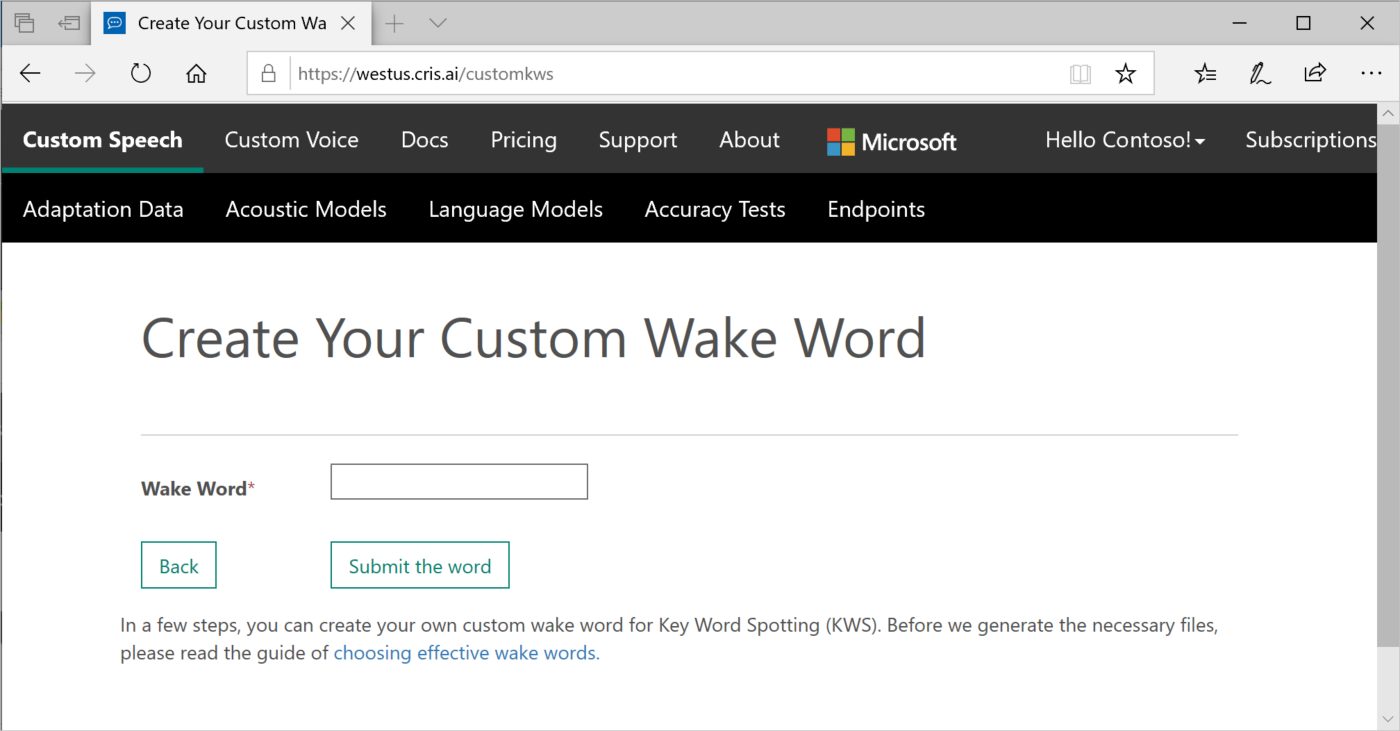 Create Your Custom Wa
https://westus.cris.ai/customkws
Custom Speech Custom Voice Docs Pricing Support About Microsoft Hello Contoso! Subscriptions
Adaptation Data Acoustic Models Language Models Accuracy Tests Endpoints
Create Your Custom Wake Word
Wake Word*
Back Submit the word
In a few steps, you can create your own custom wake word for Key Word Spotting (KWS). Before we generate the necessary files,
please read the guide of choosing effective wake words.